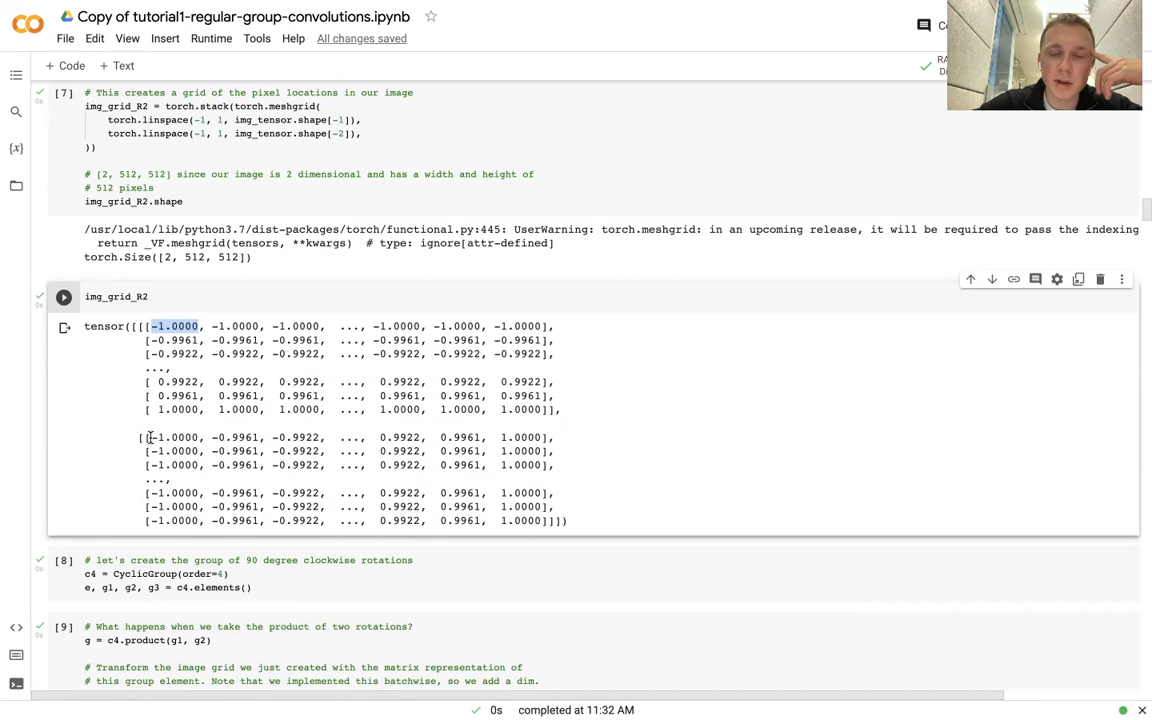 CO
Copy of tutorial1-regular-group-convolutions.ipynb
File Edit View Insert Runtime Tools Help All changes saved
+ Code + Text
[7]
0s
# This creates a grid of the pixel locations in our image
img_grid_R2 = torch.stack(torch.meshgrid(
torch.linspace(-1, 1, img_tensor.shape[-1]),
torch.linspace(-1, 1, img_tensor.shape[-2]),
))
# [2, 512, 512] since our image is 2 dimensional and has a width and height of
# 512 pixels
img_grid_R2.shape
/usr/local/lib/python3.7/dist-packages/torch/functional.py:445: UserWarning: torch.meshgrid: in an upcoming release, it will be required to pass the indexing
return _VF.meshgrid(tensors, **kwargs) # type: ignore[attr-defined]
torch.Size([2, 512, 512])
0s
img_grid_R2
tensor([[[-1.0000, -1.0000, -1.0000, ..., -1.0000, -1.0000, -1.0000],
[-0.9961, -0.9961, -0.9961, ..., -0.9961, -0.9961, -0.9961],
[-0.9922, -0.9922, -0.9922, ..., -0.9922, -0.9922, -0.9922],
...,
[ 0.9922, 0.9922, 0.9922, ..., 0.9922, 0.9922, 0.9922],
[ 0.9961, 0.9961, 0.9961, ..., 0.9961, 0.9961, 0.9961],
[ 1.0000, 1.0000, 1.0000, ..., 1.0000, 1.0000, 1.0000]],
[[-1.0000, -0.9961, -0.9922, ..., 0.9922, 0.9961, 1.0000],
[-1.0000, -0.9961, -0.9922, ..., 0.9922, 0.9961, 1.0000],
[-1.0000, -0.9961, -0.9922, ..., 0.9922, 0.9961, 1.0000],
...,
[-1.0000, -0.9961, -0.9922, ..., 0.9922, 0.9961, 1.0000],
[-1.0000, -0.9961, -0.9922, ..., 0.9922, 0.9961, 1.0000],
[-1.0000, -0.9961, -0.9922, ..., 0.9922, 0.9961, 1.0000]]])
[8]
0s
# let's create the group of 90 degree clockwise rotations
c4 = CyclicGroup(order=4)
e, g1, g2, g3 = c4.elements()
[9]
0s
# What happens when we take the product of two rotations?
g = c4.product(g1, g2)
# Transform the image grid we just created with the matrix representation of
# this group element. Note that we implemented this batchwise, so we add a dim.
0s completed at 11:32 AM